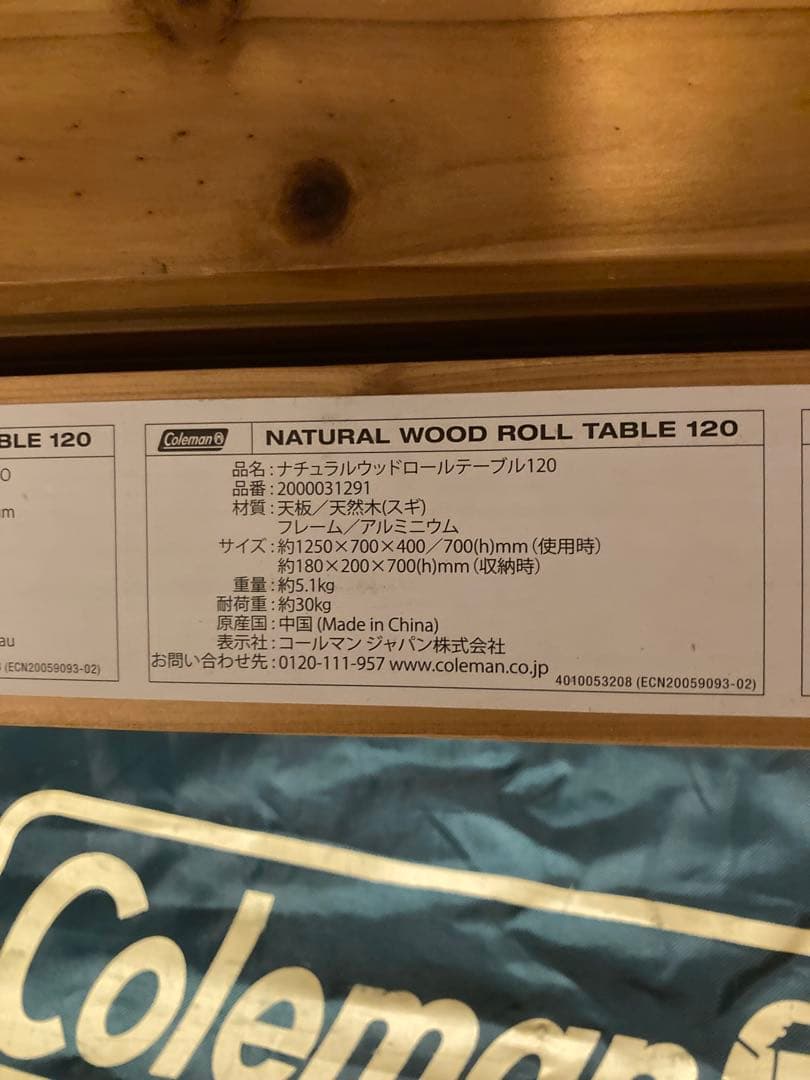 BLE 120
m
au
(ECN20059093-02)
Coleman® NATURAL WOOD ROLL TABLE 120
品名:ナチュラルウッドロールテーブル120
品番:2000031291
材質:天板／天然木(スギ)
フレーム／アルミニウム
サイズ:約1250×700×400／700(h)mm(使用時)
約180×200×700(h)mm(収納時)
重量:約5.1kg
耐荷重:約30kg
原産国:中国(Made in China)
表示社:コールマン ジャパン株式会社
お問い合わせ先:0120-111-957 www.coleman.co.jp
4010053208 (ECN20059093-02)
Coleman